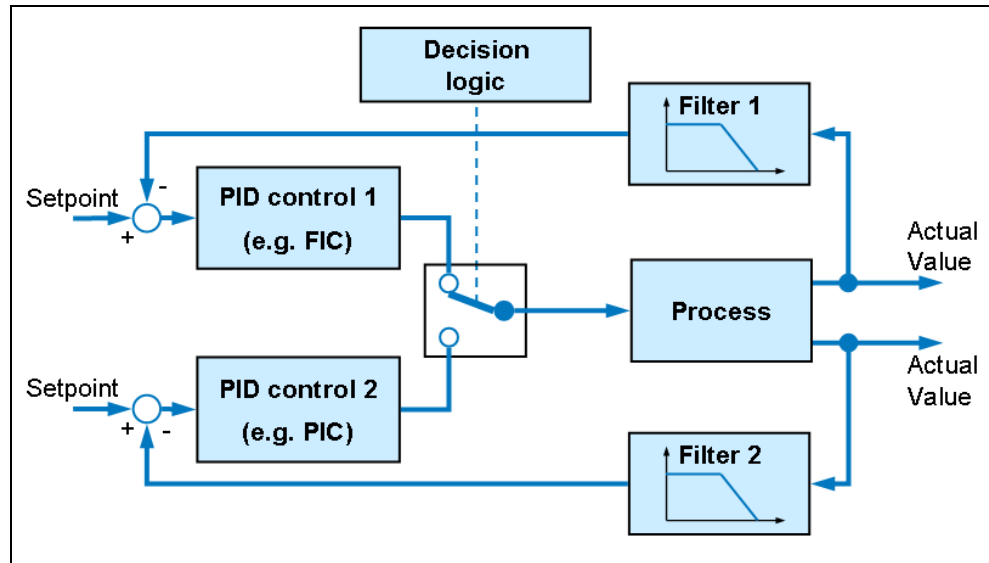 Decision
logic
Filter 1
-
Setpoint
+
PID control 1
(e.g. FIC)
Actual
Value
Process
Setpoint
+
-
PID control 2
(e.g. PIC)
Actual
Value
Filter 2